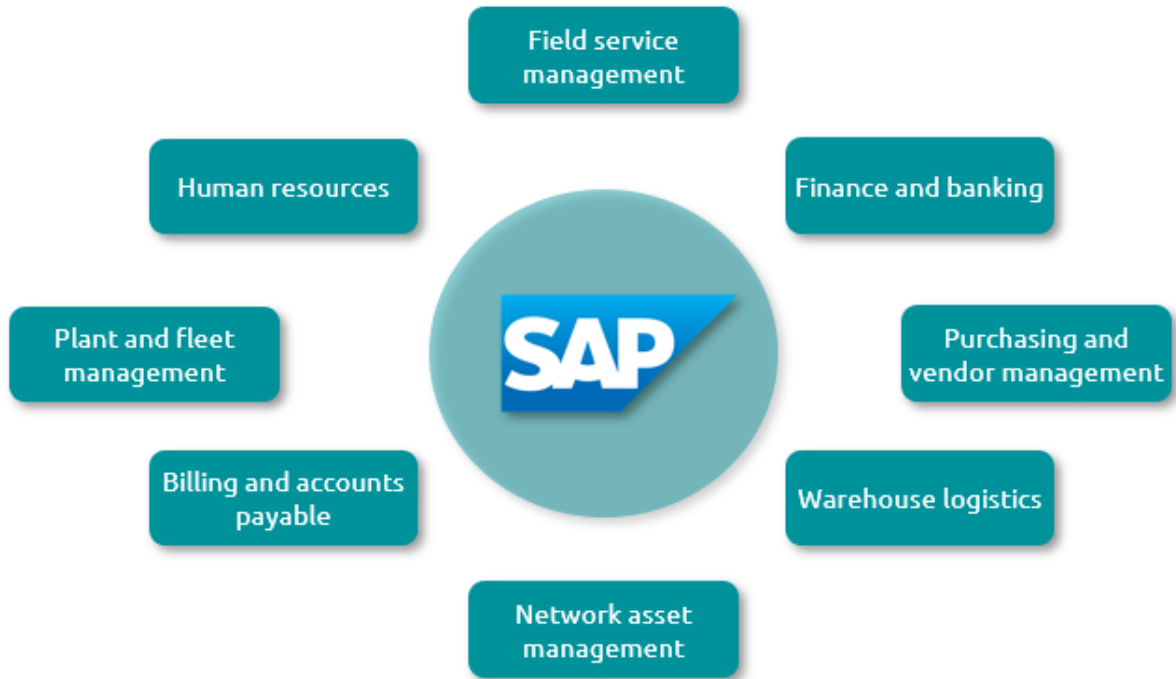 Field service
management
Human resources
Finance and banking
SAP
Plant and fleet
management
Purchasing and
vendor management
Billing and accounts
payable
Warehouse logistics
Network asset
management